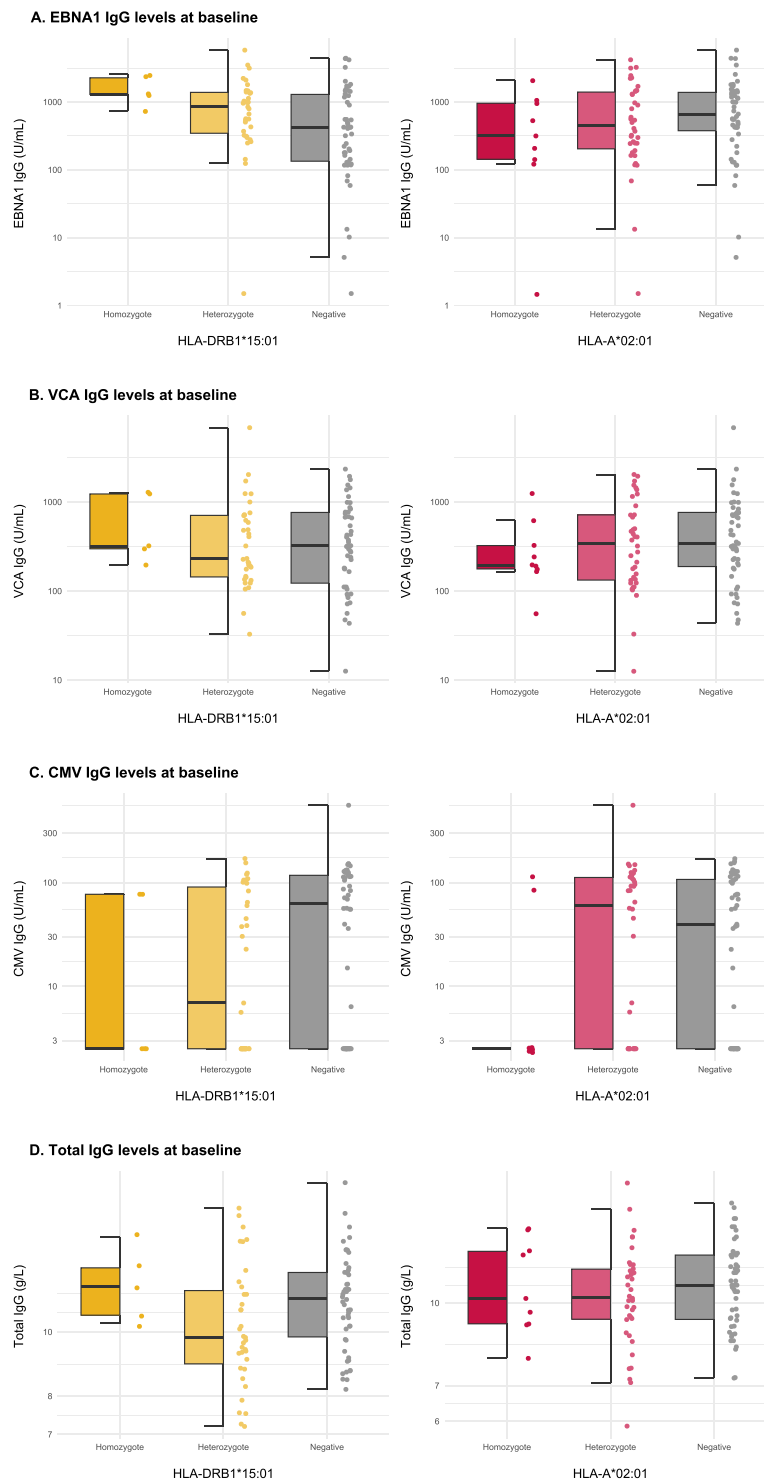 A. EBNA1 IgG levels at baseline
EBNA1 IgG (U/mL)
1000
100
10
1
Homozygote Heterozygote Negative
HLA-DRB1*15:01
EBNA1 IgG (U/mL)
1000
100
10
1
Homozygote Heterozygote Negative
HLA-A*02:01
B. VCA IgG levels at baseline
VCA IgG (U/mL)
1000
100
10
Homozygote Heterozygote Negative
HLA-DRB1*15:01
VCA IgG (U/mL)
1000
100
10
Homozygote Heterozygote Negative
HLA-A*02:01
C. CMV IgG levels at baseline
CMV IgG (U/mL)
300
100
30
10
3
Homozygote Heterozygote Negative
HLA-DRB1*15:01
CMV IgG (U/mL)
300
100
30
10
3
Homozygote Heterozygote Negative
HLA-A*02:01
D. Total IgG levels at baseline
Total IgG (g/L)
10
8
7
Homozygote Heterozygote Negative
HLA-DRB1*15:01
Total IgG (g/L)
10
7
6
Homozygote Heterozygote Negative
HLA-A*02:01